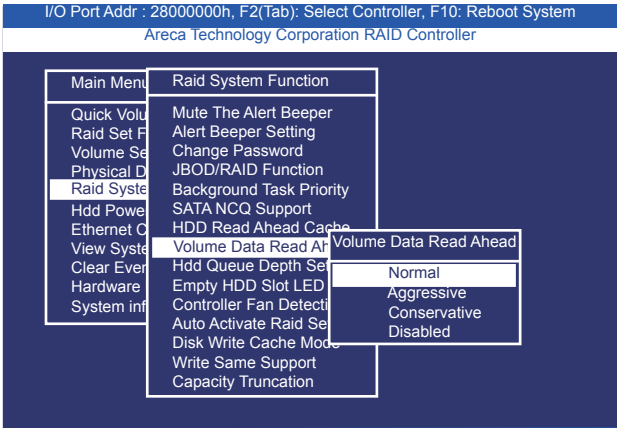 I/O Port Addr : 28000000h, F2(Tab): Select Controller, F10: Reboot System
Areca Technology Corporation RAID Controller
Main Menu
Quick Volu
Raid Set F
Volume Se
Physical D
Raid Syste
Hdd Powe
Ethernet C
View Syste
Clear Ever
Hardware
System inf
Raid System Function
Mute The Alert Beeper
Alert Beeper Setting
Change Password
JBOD/RAID Function
Background Task Priority
SATA NCQ Support
HDD Read Ahead Cache
Volume Data Read Ah
Hdd Queue Depth Set
Empty HDD Slot LED
Controller Fan Detecti
Auto Activate Raid Se
Disk Write Cache Mode
Write Same Support
Capacity Truncation
Volume Data Read Ahead
Normal
Aggressive
Conservative
Disabled